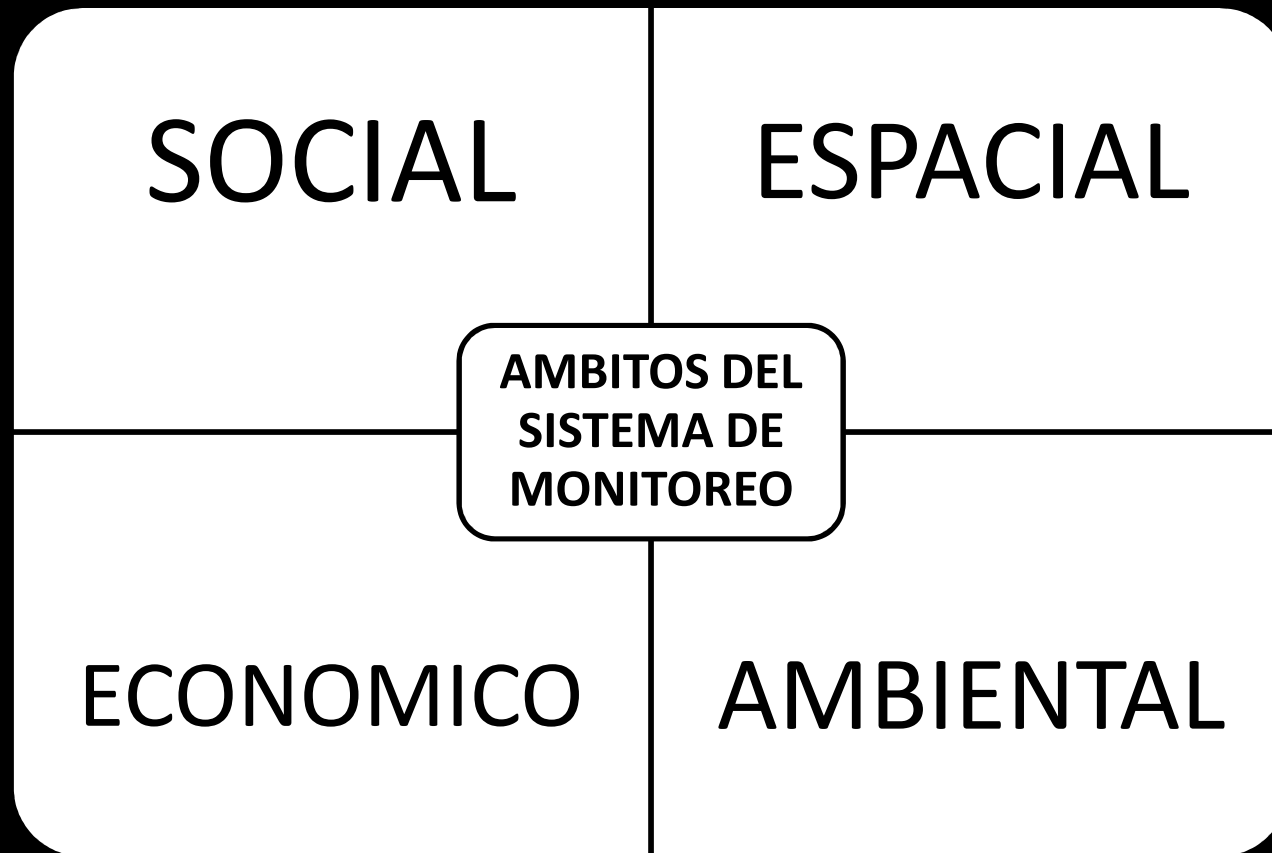 SOCIAL
ESPACIAL
AMBITOS DEL
SISTEMA DE
MONITOREO
ECONOMICO
AMBIENTAL